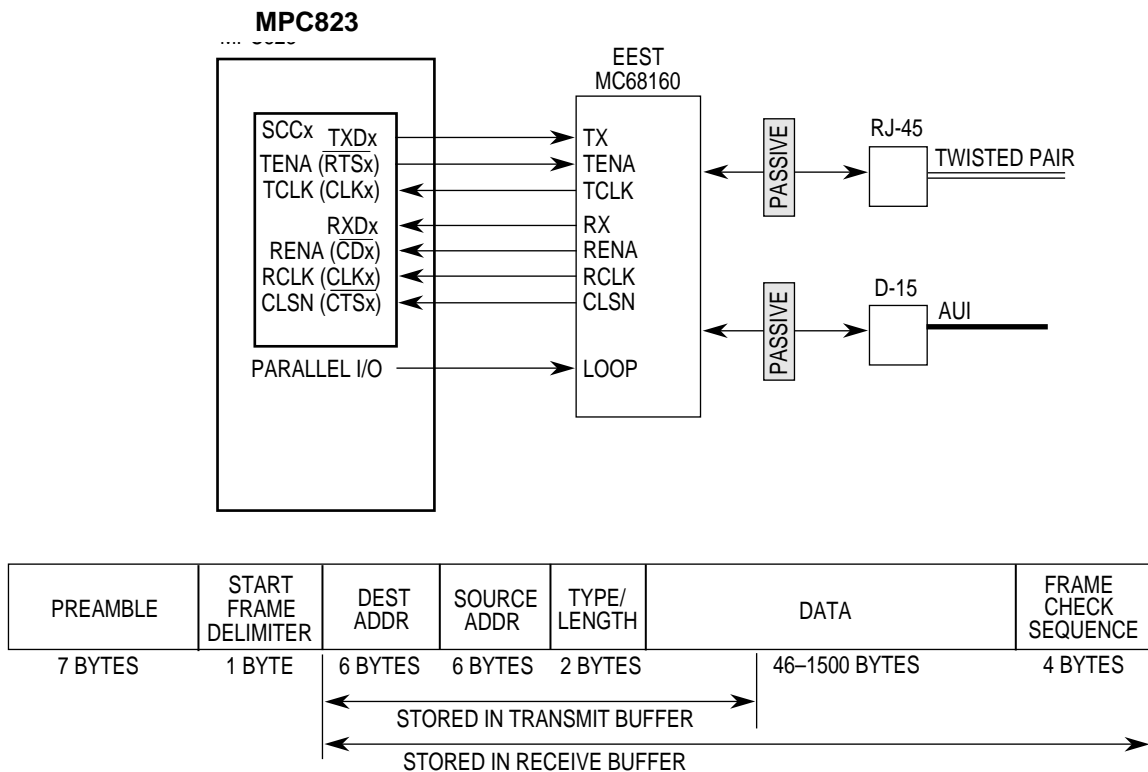 MPC823
EEST
MC68160
SCCx
TXDx
TENA (RTSx)
TCLK (CLKx)
RXDx
RENA (CDx)
RCLK (CLKx)
CLSN (CTSx)
PARALLEL I/O
TX
TENA
TCLK
RX
RENA
RCLK
CLSN
LOOP
PASSIVE
RJ-45
TWISTED PAIR
PASSIVE
D-15
AUI
PREAMBLE
START
FRAME
DELIMITER
DEST
ADDR
SOURCE
ADDR
TYPE/
LENGTH
DATA
FRAME
CHECK
SEQUENCE
7 BYTES
1 BYTE
6 BYTES
6 BYTES
2 BYTES
46–1500 BYTES
4 BYTES
STORED IN TRANSMIT BUFFER
STORED IN RECEIVE BUFFER